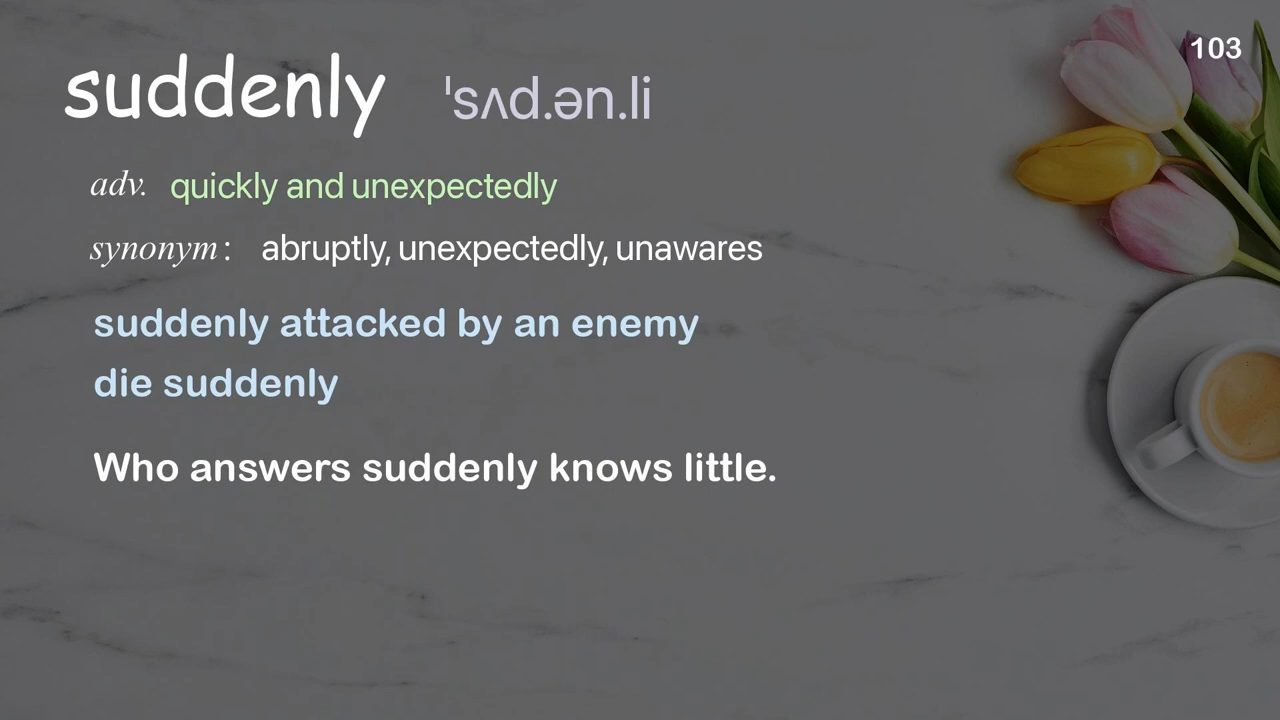 103
suddenly ˈsʌd.ən.li
adv. quickly and unexpectedly
synonym: abruptly, unexpectedly, unawares
suddenly attacked by an enemy
die suddenly
Who answers suddenly knows little.